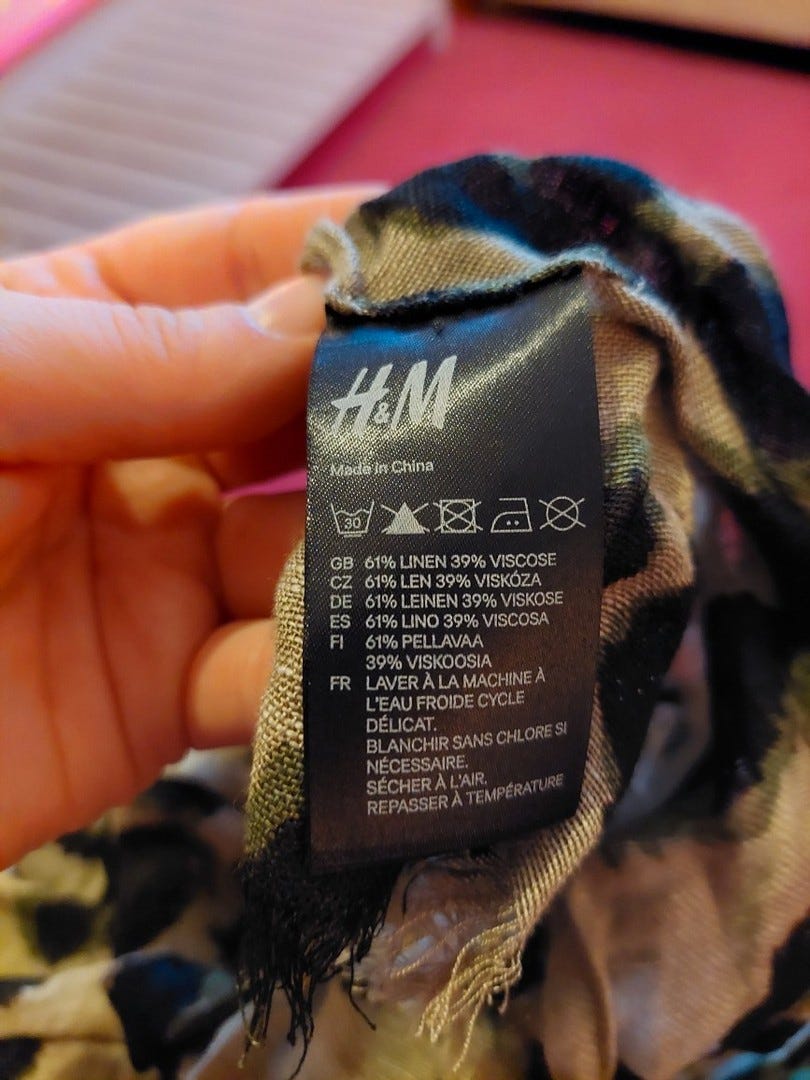 H&M
Made in China
30
GB 61% LINEN 39% VISCOSE
CZ 61% LEN 39% VISKÓZA
DE 61% LEINEN 39% VISKOSE
ES 61% LINO 39% VISCOSA
FI 61% PELLAVAA
39% VISKOOSIA
FR LAVER À LA MACHINE À
L'EAU FROIDE CYCLE
DÉLICAT.
BLANCHIR SANS CHLORE SI
NÉCESSAIRE.
SÉCHER À L'AIR.
REPASSER À TEMPÉRATURE